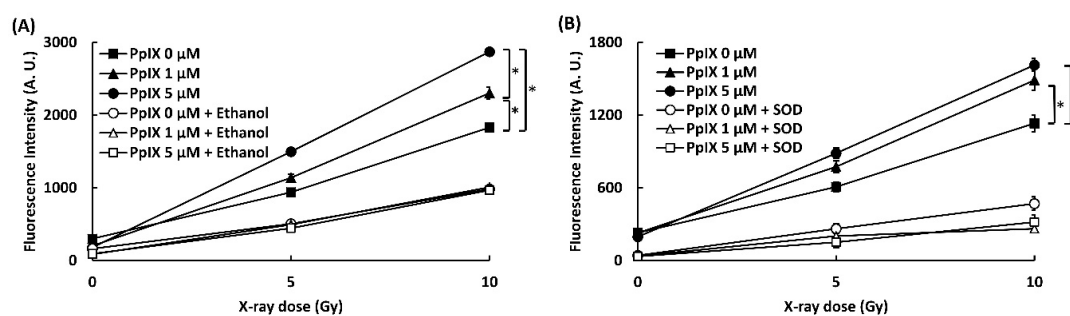 (A)
Fluorescence Intensity (A. U.)
3000
2000
1000
0
PpIX 0 μM
PpIX 1 μM
PpIX 5 μM
PpIX 0 μM + Ethanol
PpIX 1 μM + Ethanol
PpIX 5 μM + Ethanol
*
*
*
0
5
10
X-ray dose (Gy)
(B)
Fluorescence Intensity (A. U.)
1800
1200
600
0
PpIX 0 μM
PpIX 1 μM
PpIX 5 μM
PpIX 0 μM + SOD
PpIX 1 μM + SOD
PpIX 5 μM + SOD
*
*
0
5
10
X-ray dose (Gy)